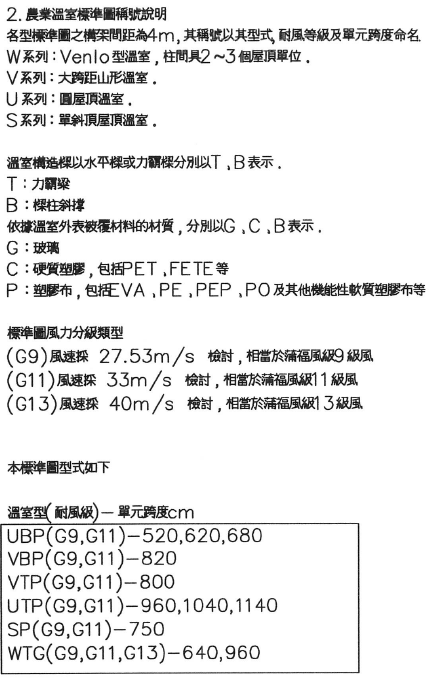 2.農業溫室標準圖稱號說明
各型標準圖之構架間距為4m,其稱號以其型式,耐風等級及單元跨度命名
W系列:Venlo型溫室,柱間具2~3個屋頂單位.
V系列:大跨距山形溫室.
U系列:圓屋頂溫室.
S系列:單斜頂屋頂溫室.
溫室構造樑以水平樑或力霸樑分別以T、B表示.
T:力霸梁
B:樑柱斜撐
依據溫室外表被覆材料的材質,分別以G、C、B表示.
G:玻璃
C:硬質塑膠,包括PET、FETE等
P:塑膠布,包括EVA、PE、PEP、PO及其他機能性軟質塑膠布等
標準圖風力分級類型
(G9)風速採 27.53m/s 檢討,相當於蒲福風級9級風
(G11)風速採 33m/s 檢討,相當於蒲福風級11級風
(G13)風速採 40m/s 檢討,相當於蒲福風級13級風
本標準圖型式如下
溫室型(耐風級)—單元跨度cm
UBP(G9,G11)—520,620,680
VBP(G9,G11)—820
VTP(G9,G11)—800
UTP(G9,G11)—960,1040,1140
SP(G9,G11)—750
WTG(G9,G11,G13)—640,960